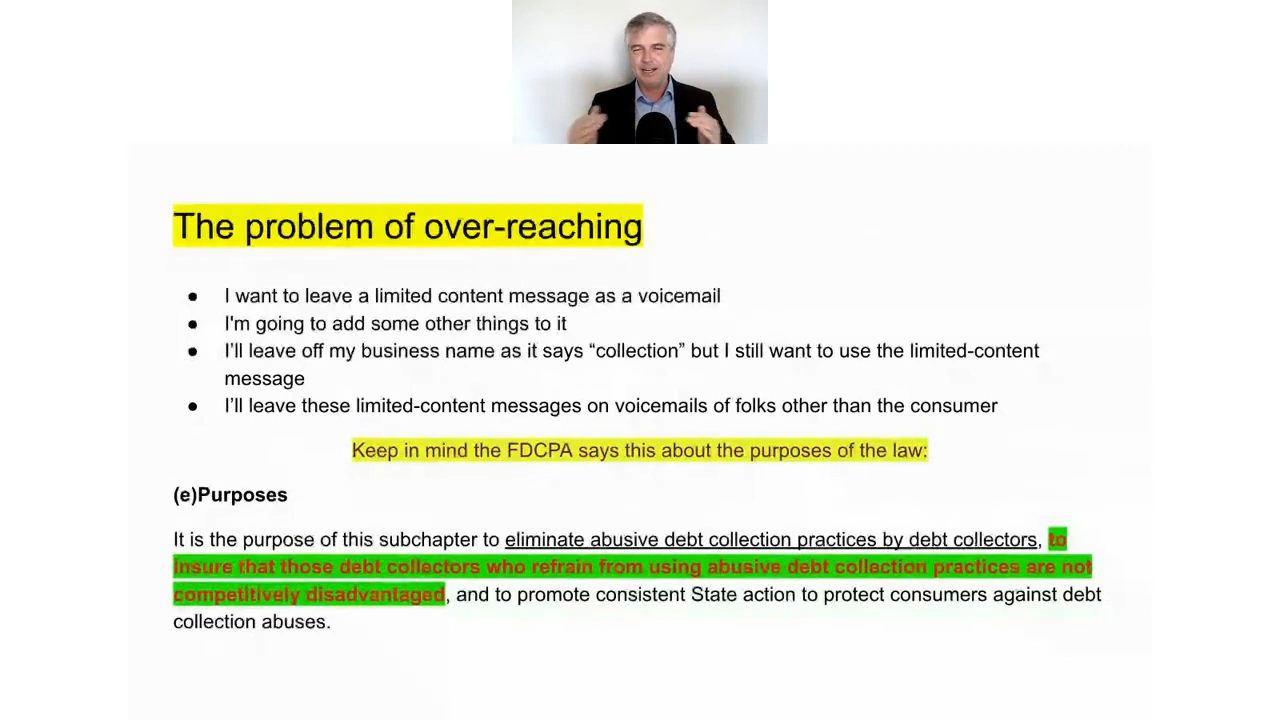 The problem of over-reaching
● I want to leave a limited content message as a voicemail
● I'm going to add some other things to it
● I’ll leave off my business name as it says “collection” but I still want to use the limited-content
message
● I’ll leave these limited-content messages on voicemails of folks other than the consumer
Keep in mind the FDCPA says this about the purposes of the law:
(e)Purposes
It is the purpose of this subchapter to eliminate abusive debt collection practices by debt collectors, to
insure that those debt collectors who refrain from using abusive debt collection practices are not
competitively disadvantaged, and to promote consistent State action to protect consumers against debt
collection abuses.